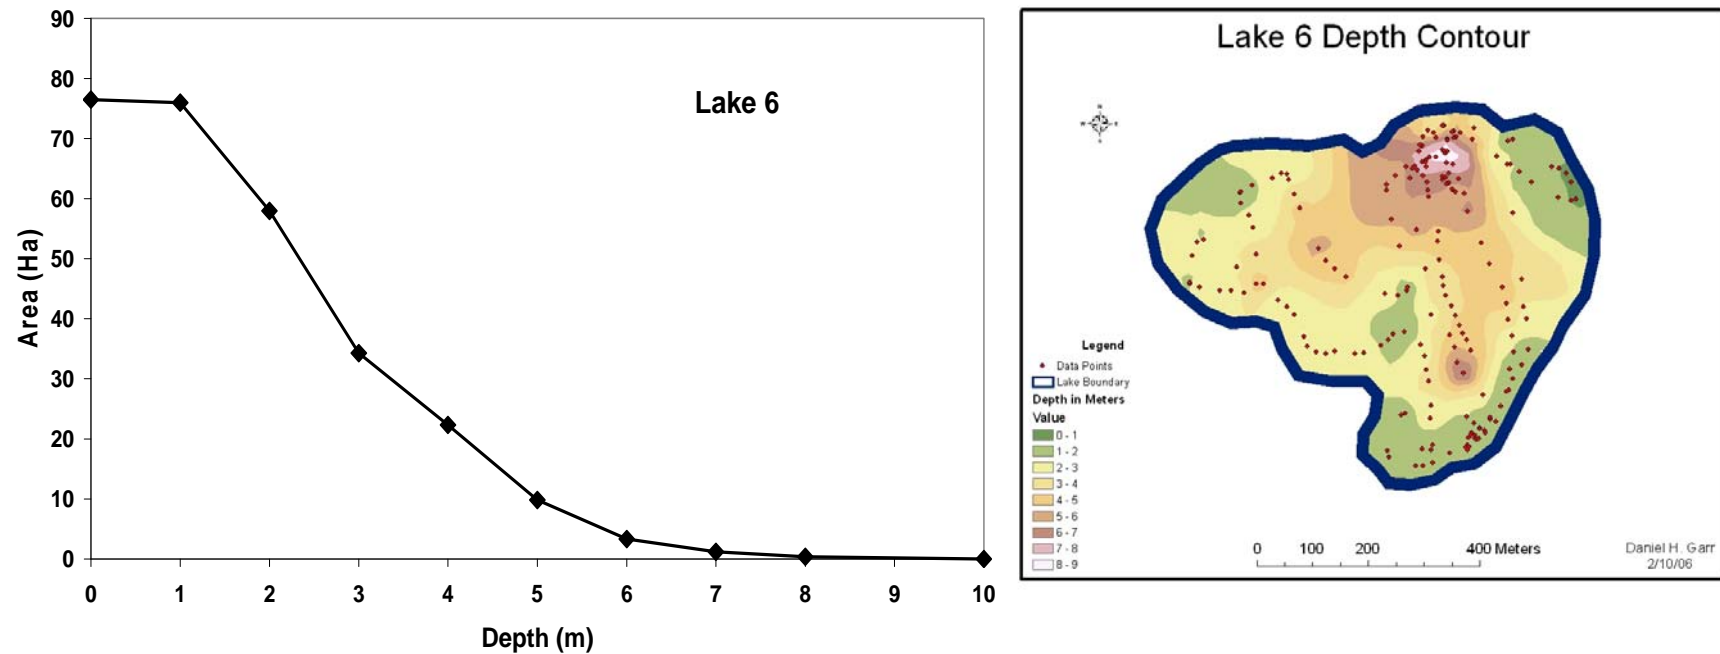 90
80
70
60
50
40
30
20
10
0
Area (Ha)
Lake 6
0 1 2 3 4 5 6 7 8 9 10
Depth (m)
Lake 6 Depth Contour
Legend
Data Points
Lake Boundary
Depth in Meters
Value
0 - 1
1 - 2
2 - 3
3 - 4
4 - 5
5 - 6
6 - 7
7 - 8
8 - 9
0 100 200 400 Meters
Daniel H. Garr
2/10/06